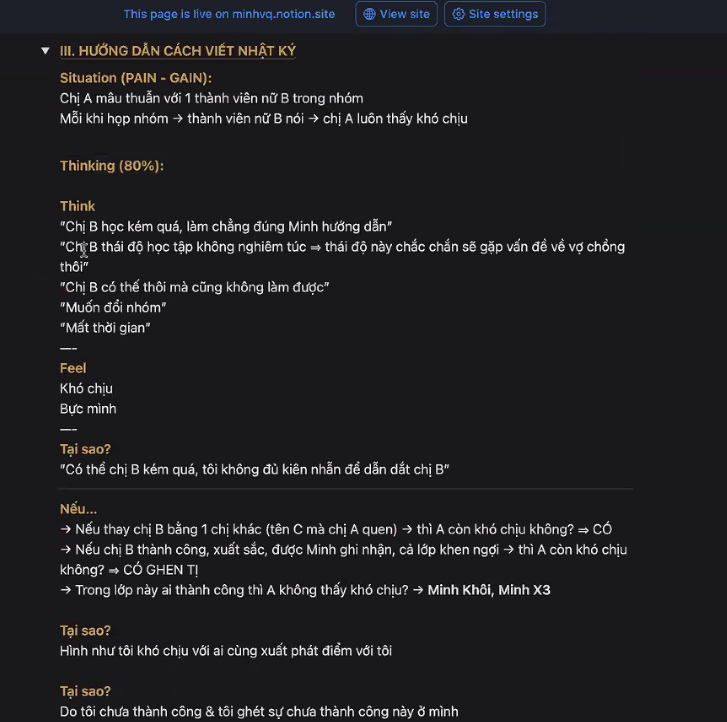 This page is live on minhvq.notion.site View site Site settings
III. HƯỚNG DẪN CÁCH VIẾT NHẬT KÝ
Situation (PAIN - GAIN):
Chị A mâu thuẫn với 1 thành viên nữ B trong nhóm
Mỗi khi họp nhóm → thành viên nữ B nói → chị A luôn thấy khó chịu
Thinking (80%):
Think
"Chị B học kém quá, làm chẳng đúng Minh hướng dẫn"
"Chị B thái độ học tập không nghiêm túc ⇒ thái độ này chắc chắn sẽ gặp vấn đề về vợ chồng
thôi"
"Chị B có thế thôi mà cũng không làm được"
"Muốn đổi nhóm"
"Mất thời gian"
—-
Feel
Khó chịu
Bực mình
—-
Tại sao?
"Có thể chị B kém quá, tôi không đủ kiên nhẫn để dẫn dắt chị B"
Nếu...
→ Nếu thay chị B bằng 1 chị khác (tên C mà chị A quen) → thì A còn khó chịu không? ⇒ CÓ
→ Nếu chị B thành công, xuất sắc, được Minh ghi nhận, cả lớp khen ngợi → thì A còn khó chịu
không? ⇒ CÓ GHEN TỊ
→ Trong lớp này ai thành công thì A không thấy khó chịu? → Minh Khôi, Minh X3
Tại sao?
Hình như tôi khó chịu với ai cùng xuất phát điểm với tôi
Tại sao?
Do tôi chưa thành công & tôi ghét sự chưa thành công này ở mình